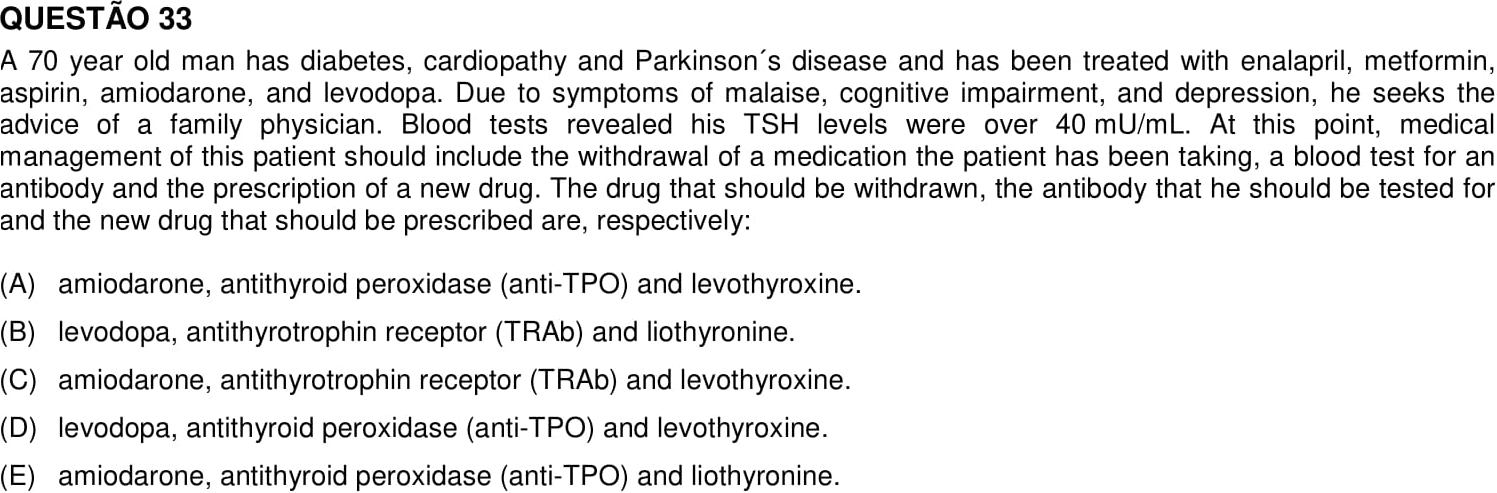 QUESTÃO 33
A 70 year old man has diabetes, cardiopathy and Parkinson´s disease and has been treated with enalapril, metformin,
aspirin, amiodarone, and levodopa. Due to symptoms of malaise, cognitive impairment, and depression, he seeks the
advice of a family physician. Blood tests revealed his TSH levels were over 40 mU/mL. At this point, medical
management of this patient should include the withdrawal of a medication the patient has been taking, a blood test for an
antibody and the prescription of a new drug. The drug that should be withdrawn, the antibody that he should be tested for
and the new drug that should be prescribed are, respectively:
(A) amiodarone, antithyroid peroxidase (anti-TPO) and levothyroxine.
(B) levodopa, antithyrotrophin receptor (TRAb) and liothyronine.
(C) amiodarone, antithyrotrophin receptor (TRAb) and levothyroxine.
(D) levodopa, antithyroid peroxidase (anti-TPO) and levothyroxine.
(E) amiodarone, antithyroid peroxidase (anti-TPO) and liothyronine.